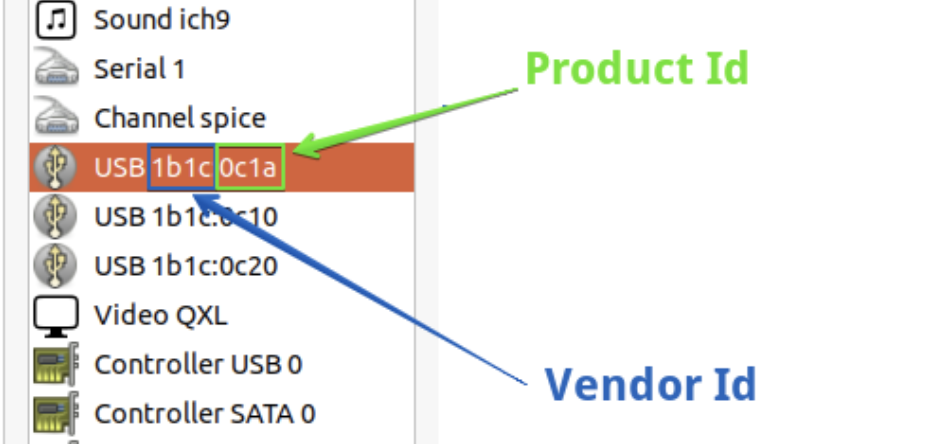 Sound ich9
Serial 1
Product Id
Channel spice
USB 1b1c 0c1a
USB 1b1c:0c10
USB 1b1c:0c20
Video QXL
Controller USB 0
Vendor Id
Controller SATA 0